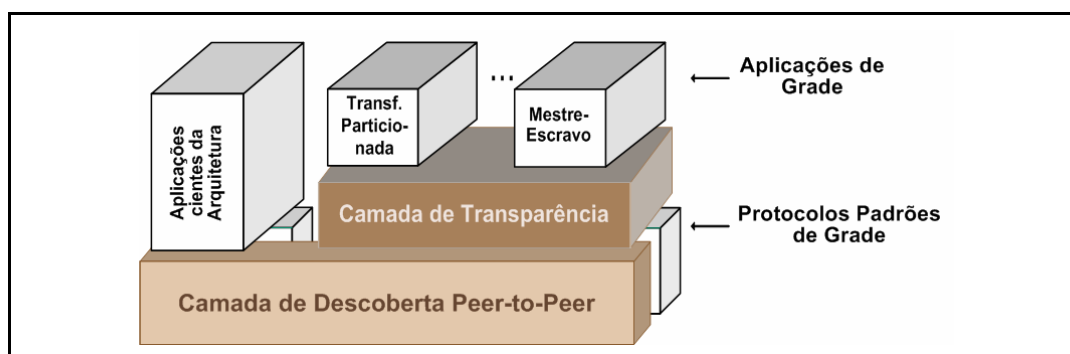 Aplicações
cientes da
Arquitetura
Transf.
Particio-
nada
...
Mestre-
Escravo
Aplicações de
Grade
Camada de Transparência
Protocolos Padrões
de Grade
Camada de Descoberta Peer-to-Peer